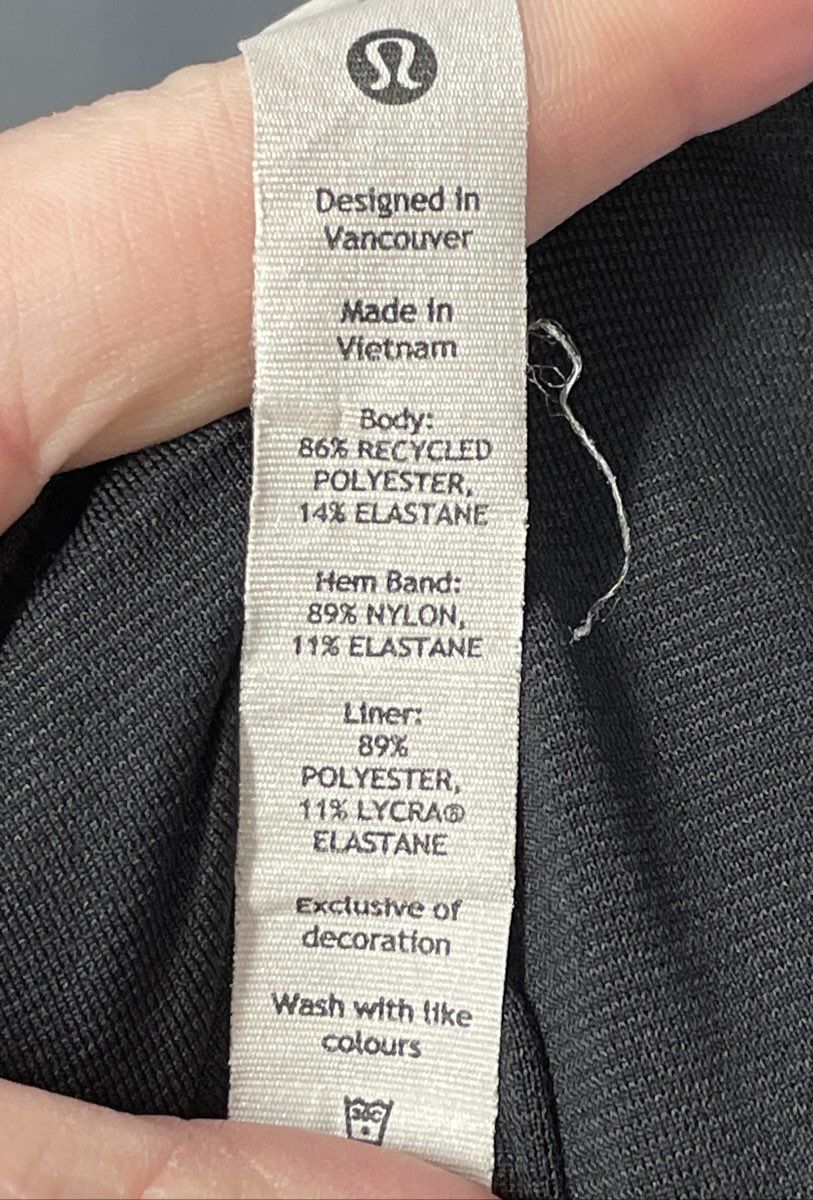 Designed in
Vancouver
Made in
Vietnam
Body:
86% RECYCLED
POLYESTER,
14% ELASTANE
Hem Band:
89% NYLON,
11% ELASTANE
Liner:
89%
POLYESTER,
11% LYCRA®
ELASTANE
Exclusive of
decoration
Wash with like
colours
30C